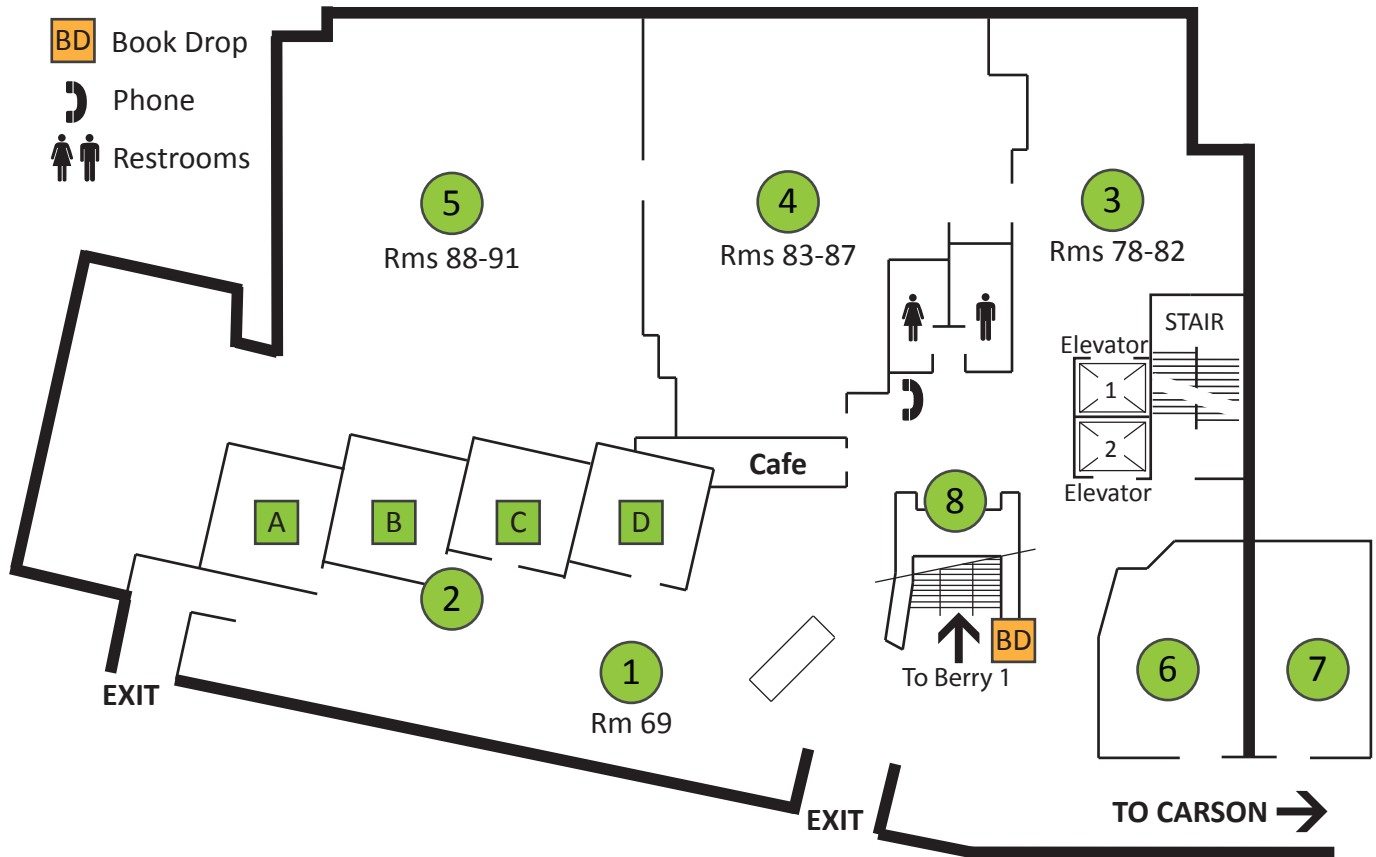 BD Book Drop
Phone
Restrooms
5
Rms 88-91
4
Rms 83-87
3
Rms 78-82
STAIR
Elevator
1
2
Elevator
Cafe
8
A
B
C
D
2
1
Rm 69
BD
To Berry 1
6
7
EXIT
EXIT
TO CARSON